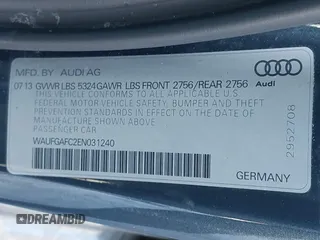 MFD. BY AUDI AG
07 13 GVWR LBS 5324 GAWR LBS FRONT 2756/REAR 2756
THIS VEHICLE CONFORMS TO ALL APPLICABLE
FEDERAL MOTOR VEHICLE SAFETY, BUMPER AND THEFT
PREVENTION STANDARDS IN EFFECT ON THE DATE
OF MANUFACTURE SHOWN ABOVE
PASSENGER CAR
WAURGAFC2EN031240
Audi
2952708
GERMANY
DREAMBID